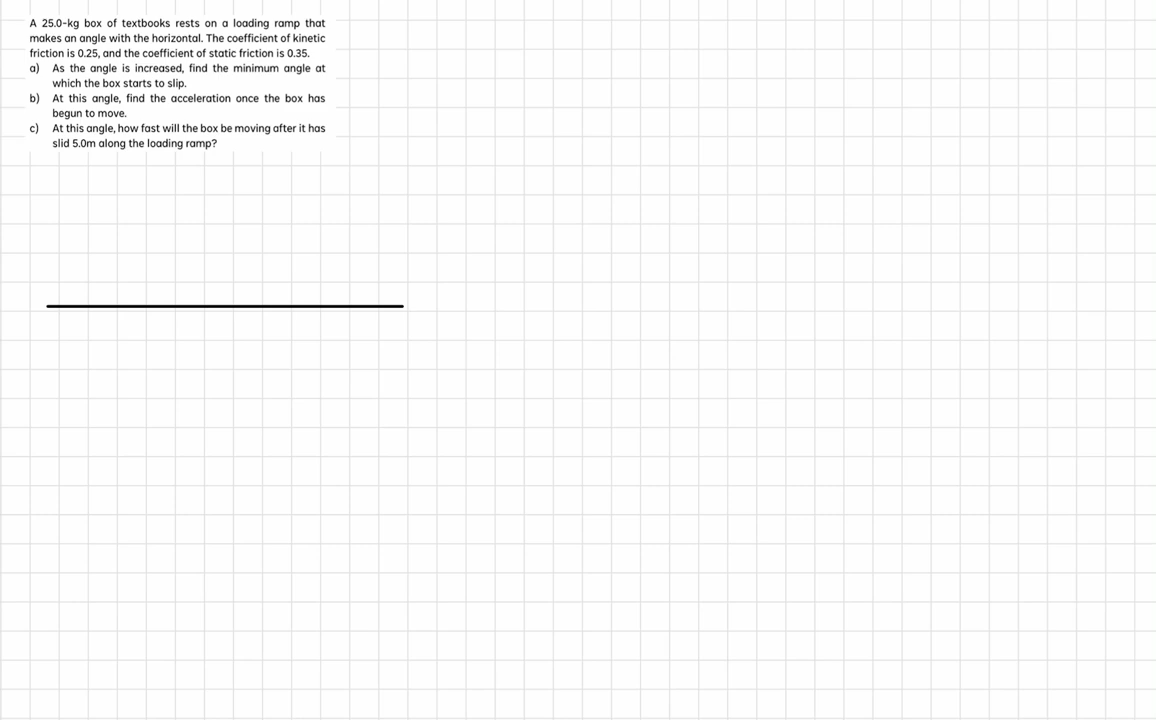 A 25.0-kg box of textbooks rests on a loading ramp that
makes an angle with the horizontal. The coefficient of kinetic
friction is 0.25, and the coefficient of static friction is 0.35.
a) As the angle is increased, find the minimum angle at
which the box starts to slip.
b) At this angle, find the acceleration once the box has
begun to move.
c) At this angle, how fast will the box be moving after it has
slid 5.0m along the loading ramp?